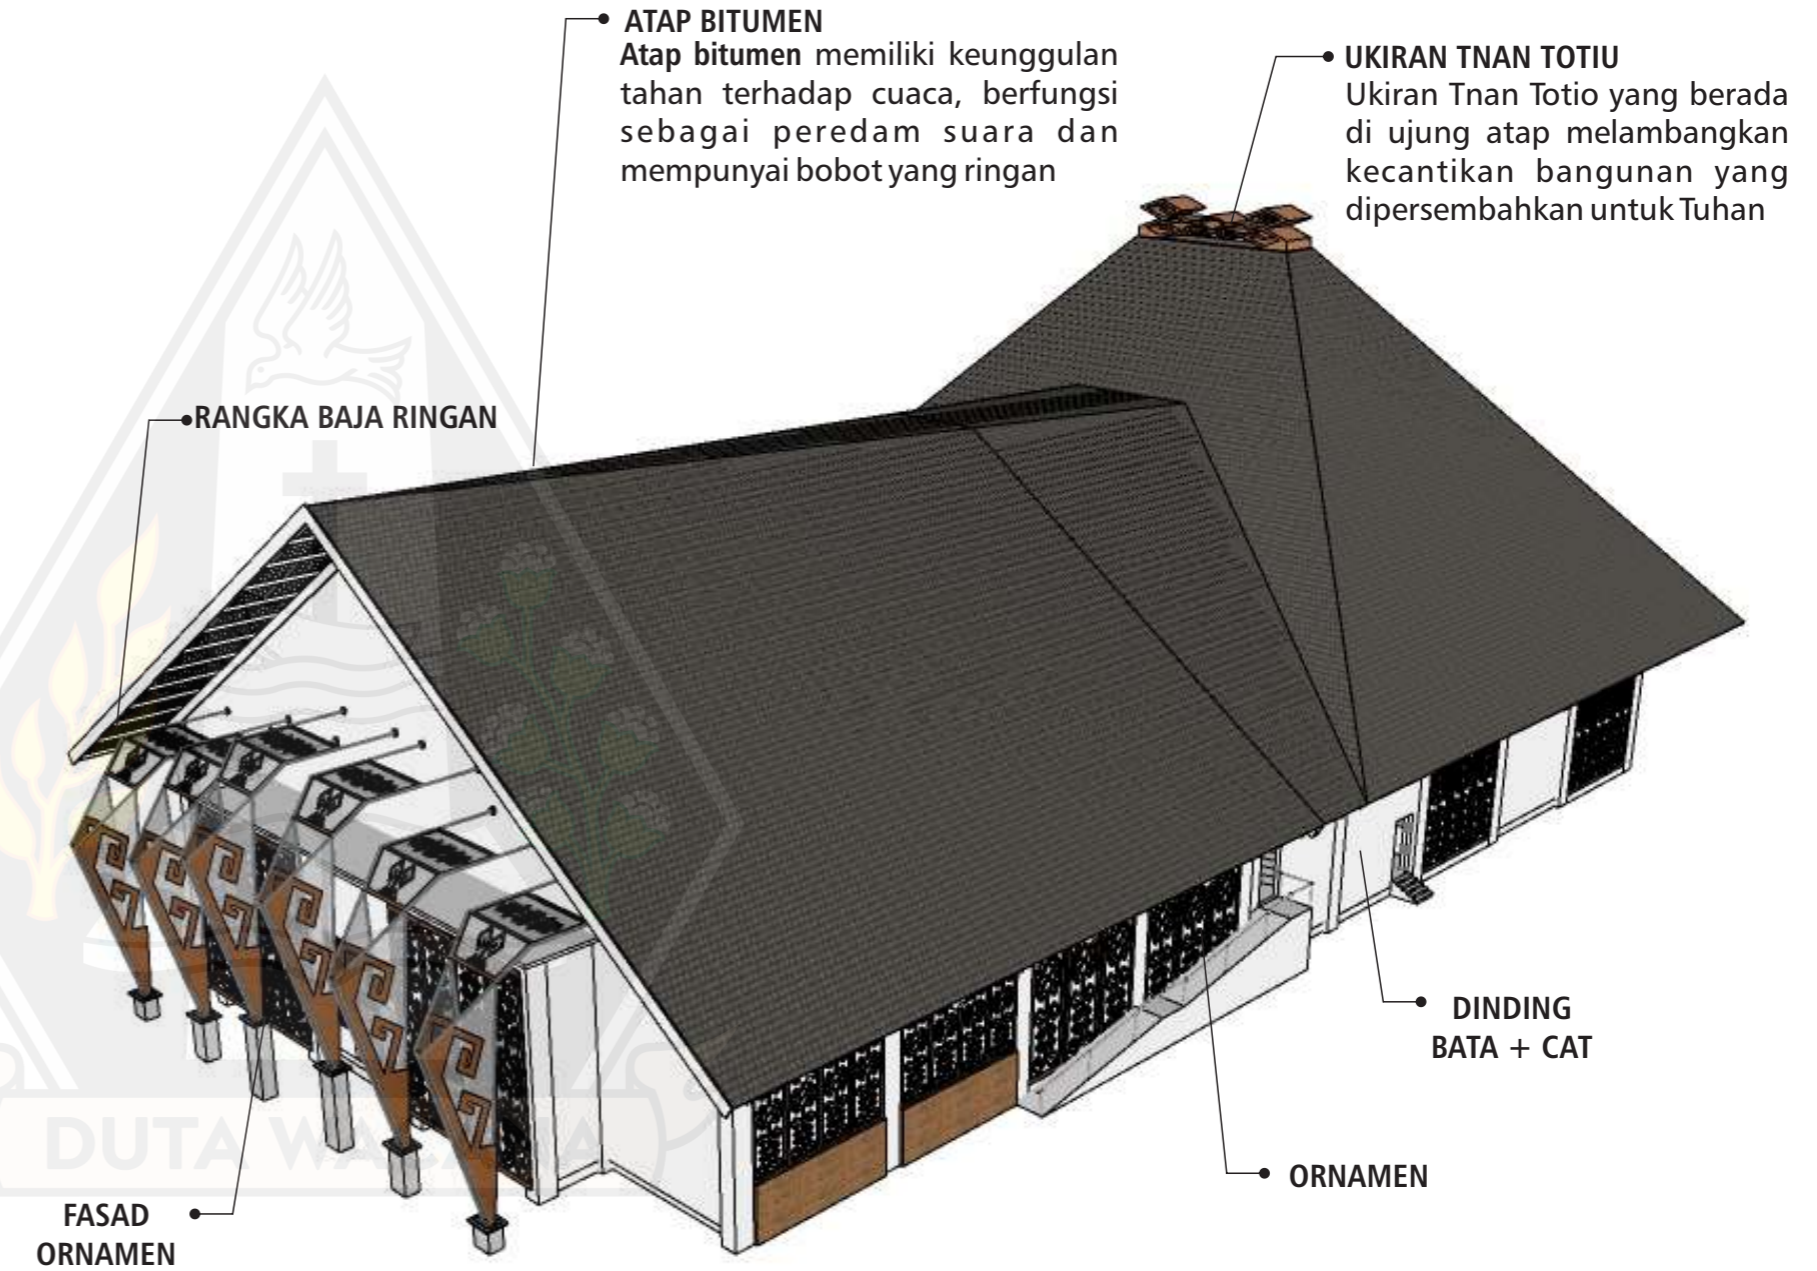 ATAP BITUMEN
Atap bitumen memiliki keunggulan
tahan terhadap cuaca, berfungsi
sebagai peredam suara dan
mempunyai bobot yang ringan
UKIRAN TNAN TOTIU
Ukiran Tnan Totio yang berada
di ujung atap melambangkan
kecantikan bangunan yang
dipersembahkan untuk Tuhan
RANGKA BAJA RINGAN
DINDING
BATA + CAT
ORNAMEN
DUTA WACANA
FASAD
ORNAMEN